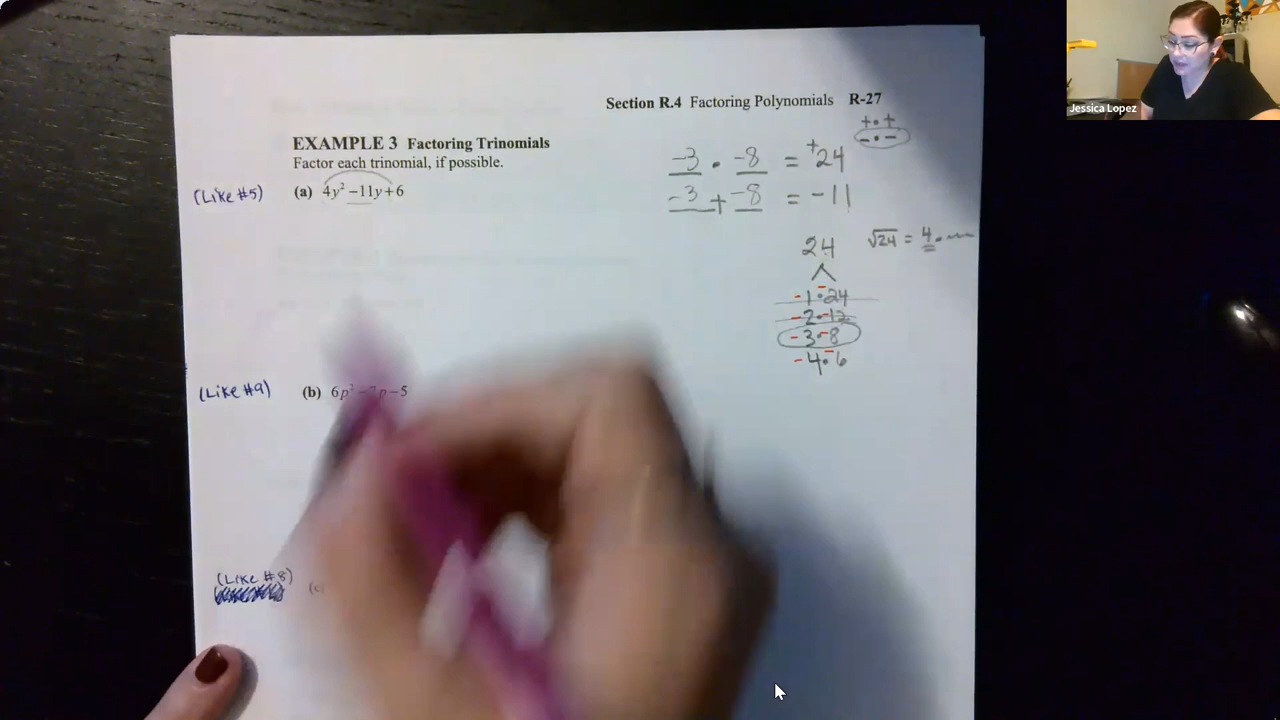 Jessica Lopez
Section R.4 Factoring Polynomials R-27
EXAMPLE 3 Factoring Trinomials
Factor each trinomial, if possible.
(Like #5) (a) 4y² −11y+6
+•+
−•−
-3 • -8 = +24
-3 + -8 = -11
24
√24 = 4.
-1•-24
-2•-12
-3•-8
-4•-6
(Like #9) (b) 6p² −7p−5
(Like #8)
(c)